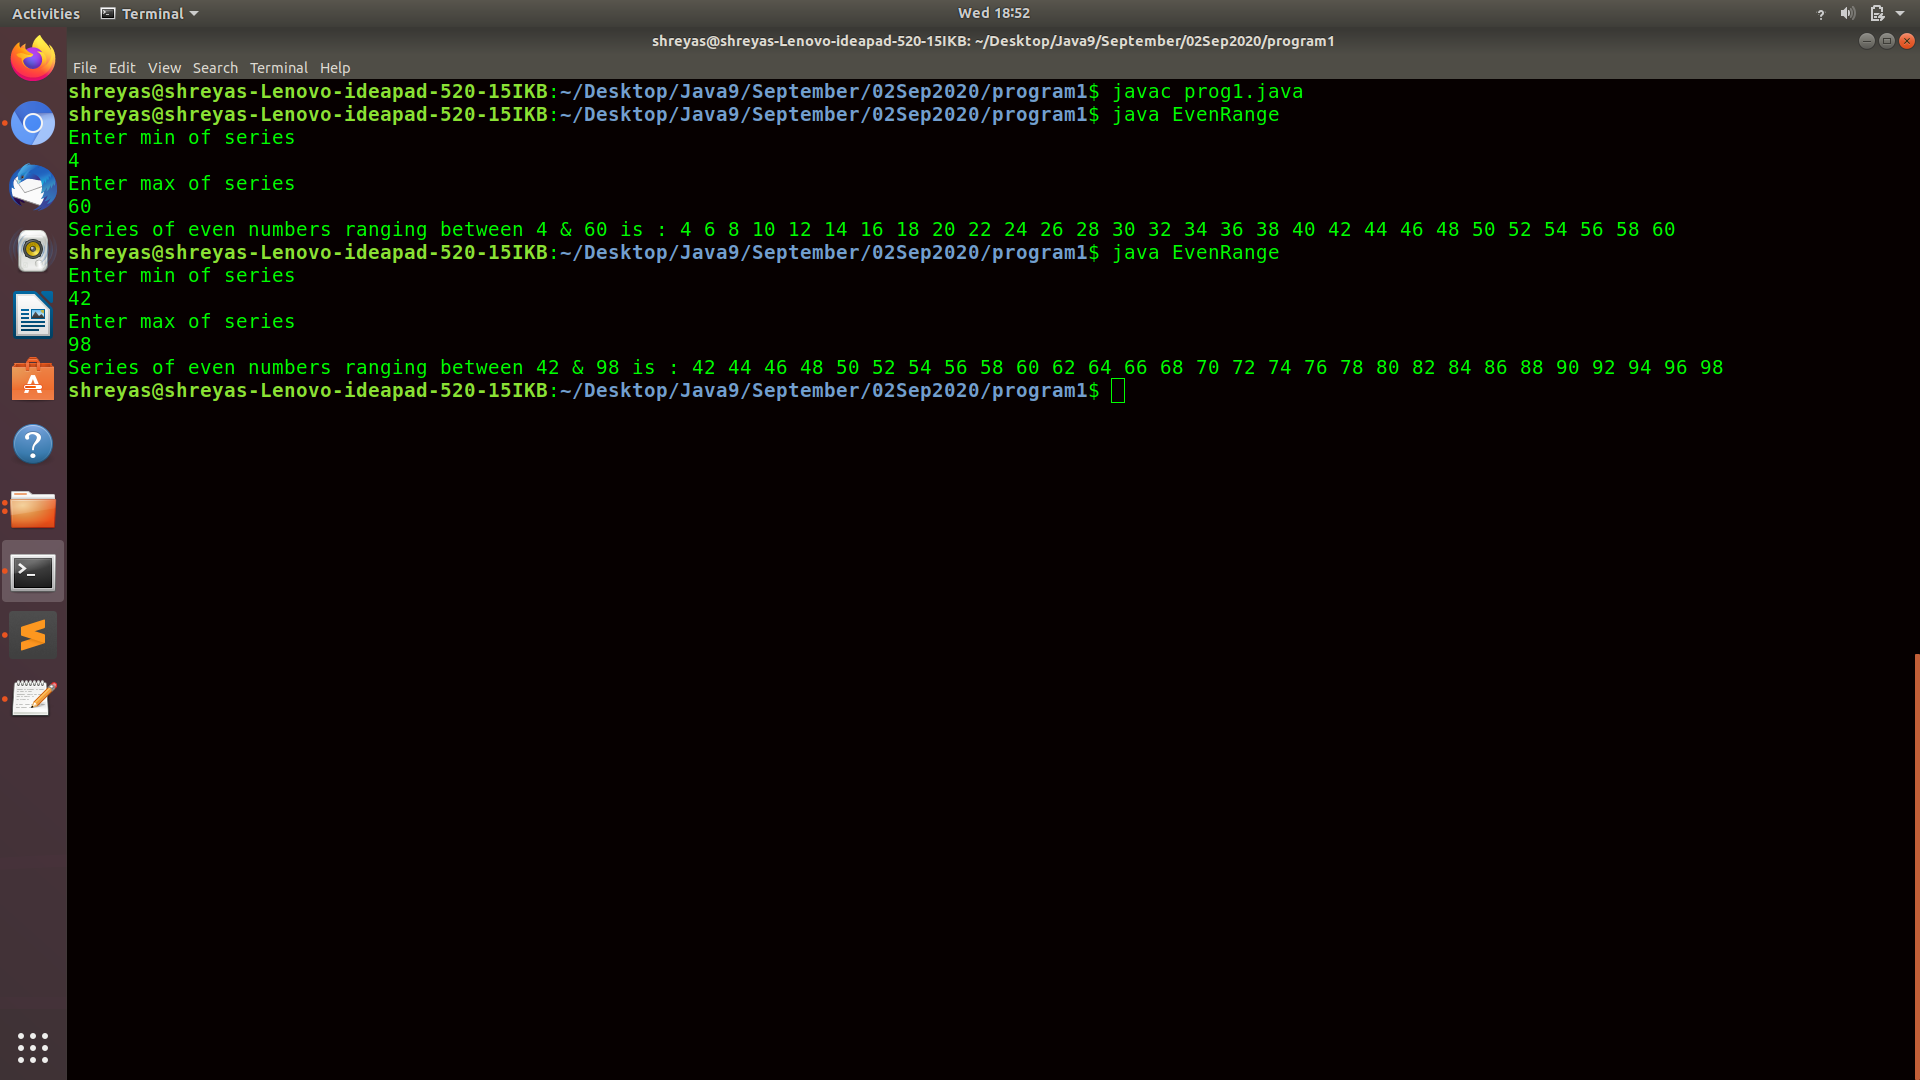 Activities Terminal Wed 18:52 ?
shreyas@shreyas-Lenovo-ideapad-520-15IKB: ~/Desktop/Java9/September/02Sep2020/program1
File Edit View Search Terminal Help
shreyas@shreyas-Lenovo-ideapad-520-15IKB:~/Desktop/Java9/September/02Sep2020/program1$ javac prog1.java
shreyas@shreyas-Lenovo-ideapad-520-15IKB:~/Desktop/Java9/September/02Sep2020/program1$ java EvenRange
Enter min of series
4
Enter max of series
60
Series of even numbers ranging between 4 & 60 is : 4 6 8 10 12 14 16 18 20 22 24 26 28 30 32 34 36 38 40 42 44 46 48 50 52 54 56 58 60
shreyas@shreyas-Lenovo-ideapad-520-15IKB:~/Desktop/Java9/September/02Sep2020/program1$ java EvenRange
Enter min of series
42
Enter max of series
98
Series of even numbers ranging between 42 & 98 is : 42 44 46 48 50 52 54 56 58 60 62 64 66 68 70 72 74 76 78 80 82 84 86 88 90 92 94 96 98
shreyas@shreyas-Lenovo-ideapad-520-15IKB:~/Desktop/Java9/September/02Sep2020/program1$